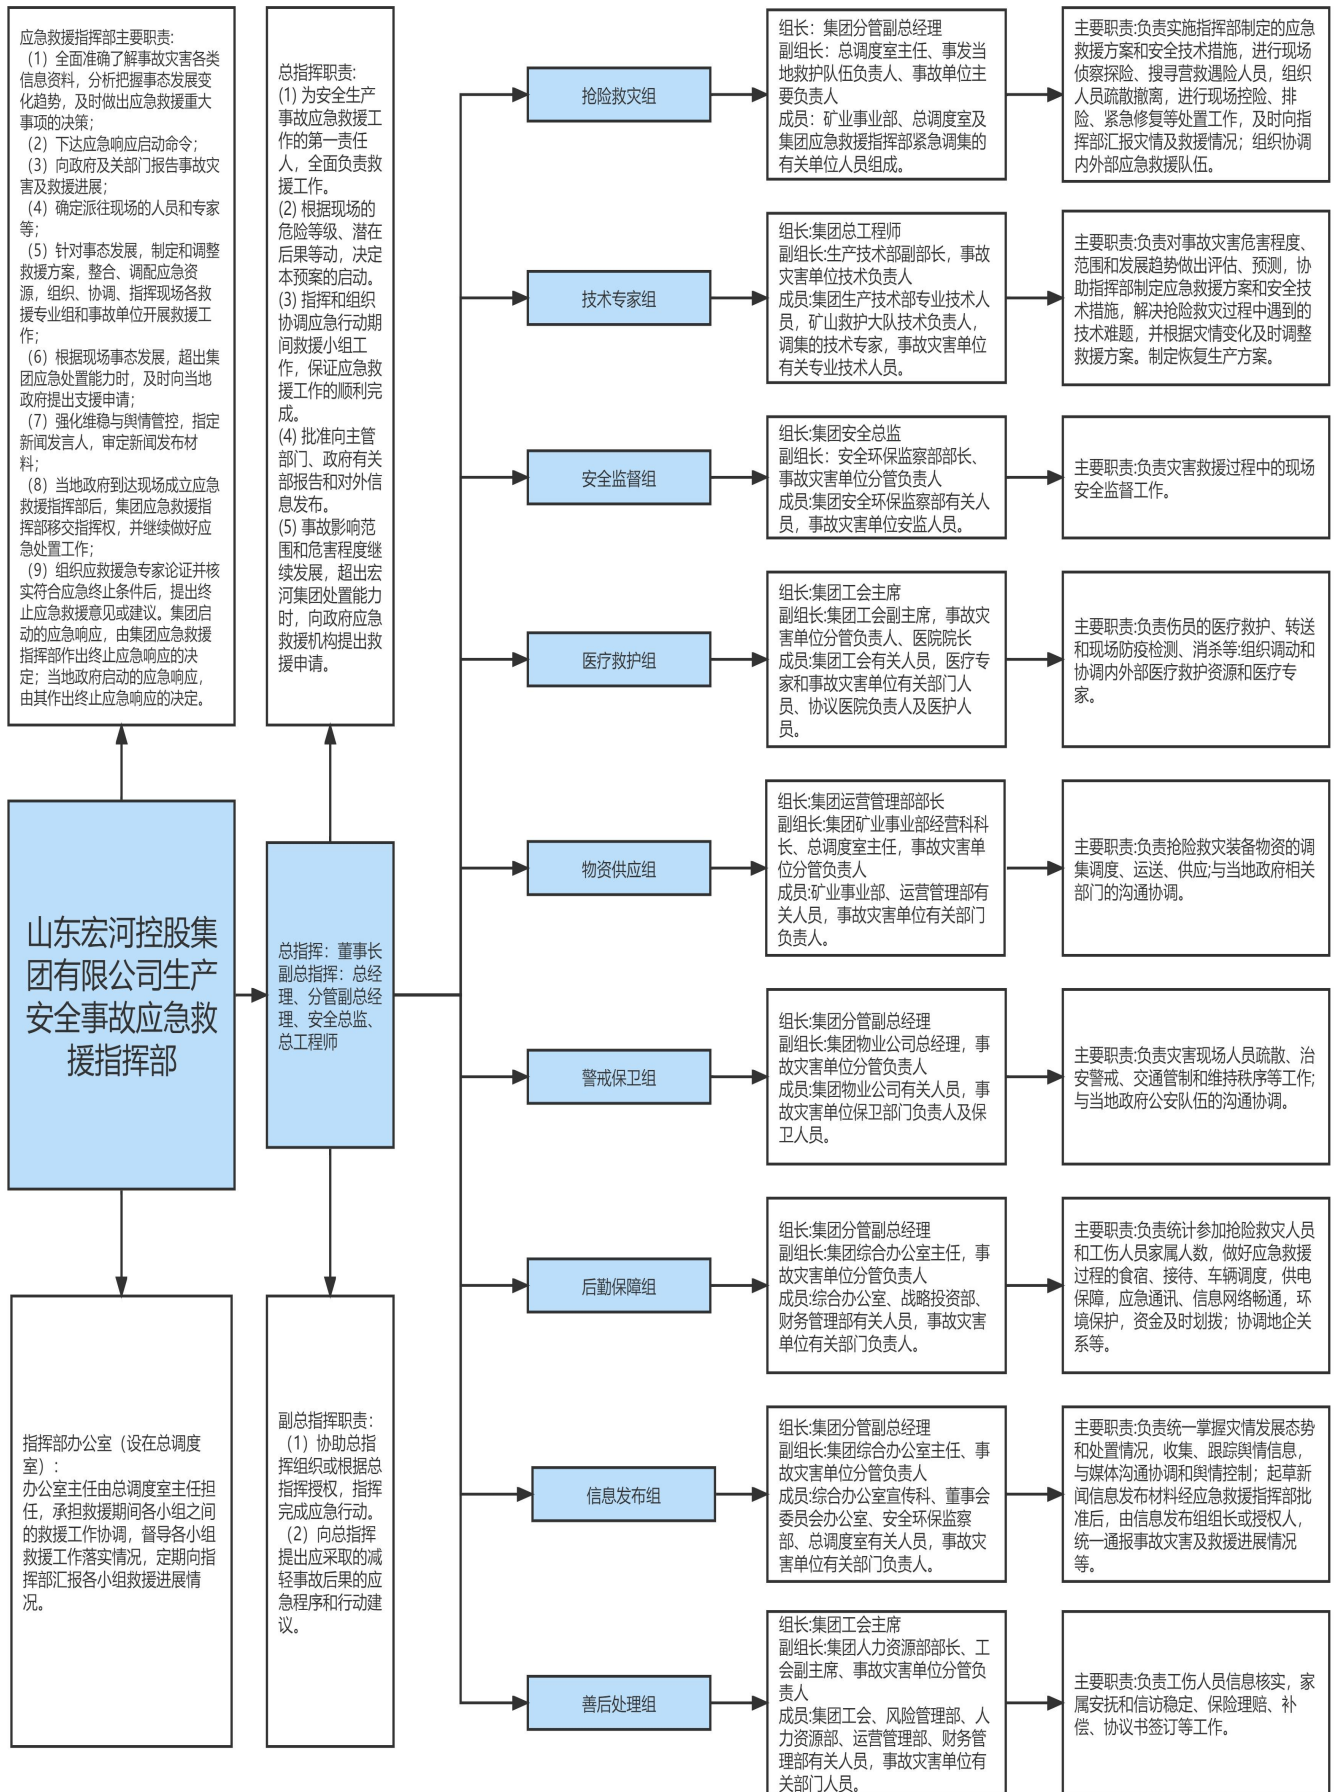 应急救援指挥部主要职责:
（1）全面准确了解事故灾害各类
信息资料，分析把握事态发展变
化趋势，及时做出应急救援重大
事项的决策；
（2）下达应急响应启动命令；
（3）向政府及关部门报告事故灾
害及救援进展；
（4）确定派往现场的人员和专家
等；
（5）针对事态发展，制定和调整
救援方案，整合、调配应急资
源，组织、协调、指挥现场各救
援专业组和事故单位开展救援工
作；
（6）根据现场事态发展，超出集
团应急处置能力时，及时向当地
政府提出支援申请；
（7）强化维稳与舆情管控，指定
新闻发言人，审定新闻发布材
料；
（8）当地政府到达现场成立应急
救援指挥部后，集团应急救援指
挥部移交指挥权，并继续做好应
急处置工作；
（9）组织应救援急专家论证并核
实符合应急终止条件后，提出终
止应急救援意见或建议。集团启
动的应急响应，由集团应急救援
指挥部作出终止应急响应的决
定；当地政府启动的应急响应，
由其作出终止应急响应的决定。
山东宏河控股集
团有限公司生产
安全事故应急救
援指挥部
指挥部办公室（设在总调度
室）:
办公室主任由总调度室主任担
任，承担救援期间各小组之间
的救援工作协调，督导各小组
救援工作落实情况，定期向指
挥部汇报各小组救援进展情
况。
总指挥职责:
(1) 为安全生产
事故应急救援工
作的第一责任
人，全面负责救
援工作。
(2) 根据现场的
危险等级、潜在
后果等动，决定
本预案的启动。
(3) 指挥和组织
协调应急行动期
间救援小组工
作，保证应急救
援工作的顺利完
成。
(4) 批准向主管
部门、政府有关
部报告和对外信
息发布。
(5) 事故影响范
围和危害程度继
续发展，超出宏
河集团处置能力
时，向政府应急
救援机构提出救
援申请。
总指挥：董事长
副总指挥：总经
理、分管副总经
理、安全总监、
总工程师
副总指挥职责：
（1）协助总指
挥组织或根据总
指挥授权，指挥
完成应急行动。
（2）向总指挥
提出应采取的减
轻事故后果的应
急程序和行动建
议。
抢险救灾组
组长：集团分管副总经理
副组长：总调度室主任、事发当
地救护队伍负责人、事故单位主
要负责人
成员：矿业事业部、总调度室及
集团应急救援指挥部紧急调集的
有关单位人员组成。
主要职责:负责实施指挥部制定的应急
救援方案和安全技术措施，进行现场
侦察探险、搜寻营救遇险人员，组织
人员疏散撤离，进行现场控险、排
险、紧急修复等处置工作，及时向指
挥部汇报灾情及救援情况；组织协调
内外部应急救援队伍。
技术专家组
组长:集团总工程师
副组长:生产技术部副部长，事故
灾害单位技术负责人
成员:集团生产技术部专业技术人
员，矿山救护大队技术负责人，
调集的技术专家，事故灾害单位
有关专业技术人员。
主要职责:负责对事故灾害危害程度、
范围和发展趋势做出评估、预测，协
助指挥部制定应急救援方案和安全技
术措施，解决抢险救灾过程中遇到的
技术难题，并根据灾情变化及时调整
救援方案。制定恢复生产方案。
安全监督组
组长:集团安全总监
副组长：安全环保监察部部长、
事故灾害单位分管负责人
成员:集团安全环保监察部有关人
员，事故灾害单位安监人员。
主要职责:负责灾害救援过程中的现场
安全监督工作。
医疗救护组
组长:集团工会主席
副组长:集团工会副主席，事故灾
害单位分管负责人、医院院长
成员:集团工会有关人员，医疗专
家和事故灾害单位有关部门人
员、协议医院负责人及医护人
员。
主要职责:负责伤员的医疗救护、转送
和现场防疫检测、消杀等:组织调动和
协调内外部医疗救护资源和医疗专
家。
物资供应组
组长:集团运营管理部部长
副组长:集团矿业事业部经营科科
长、总调度室主任，事故灾害单
位分管负责人
成员:矿业事业部、运营管理部有
关人员，事故灾害单位有关部门
负责人。
主要职责:负责抢险救灾装备物资的调
集调度、运送、供应;与当地政府相关
部门的沟通协调。
警戒保卫组
组长:集团分管副总经理
副组长:集团物业公司总经理，事
故灾害单位分管负责人
成员:集团物业公司有关人员，事
故灾害单位保卫部门负责人及保
卫人员。
主要职责:负责灾害现场人员疏散、治
安警戒、交通管制和维持秩序等工作;
与当地政府公安队伍的沟通协调。
后勤保障组
组长:集团分管副总经理
副组长:集团综合办公室主任，事
故灾害单位分管负责人
成员:综合办公室、战略投资部、
财务管理部有关人员，事故灾害
单位有关部门负责人。
主要职责:负责统计参加抢险救灾人员
和工伤人员家属人数，做好应急救援
过程的食宿、接待、车辆调度，供电
保障，应急通讯、信息网络畅通，环
境保护，资金及时划拨；协调地企关
系等。
信息发布组
组长:集团分管副总经理
副组长:集团综合办公室主任、事
故灾害单位分管负责人
成员:综合办公室宣传科、董事会
委员会办公室、安全环保监察
部、总调度室有关人员，事故灾
害单位有关部门负责人。
主要职责:负责统一掌握灾情发展态势
和处置情况，收集、跟踪舆情信息，
与媒体沟通协调和舆情控制；起草新
闻信息发布材料经应急救援指挥部批
准后，由信息发布组组长或授权人，
统一通报事故灾害及救援进展情况
等。
善后处理组
组长:集团工会主席
副组长:集团人力资源部部长、工
会副主席、事故灾害单位分管负
责人
成员:集团工会、风险管理部、人
力资源部、运营管理部、财务管
理部有关人员，事故灾害单位有
关部门人员。
主要职责:负责工伤人员信息核实，家
属安抚和信访稳定、保险理赔、补
偿、协议书签订等工作。